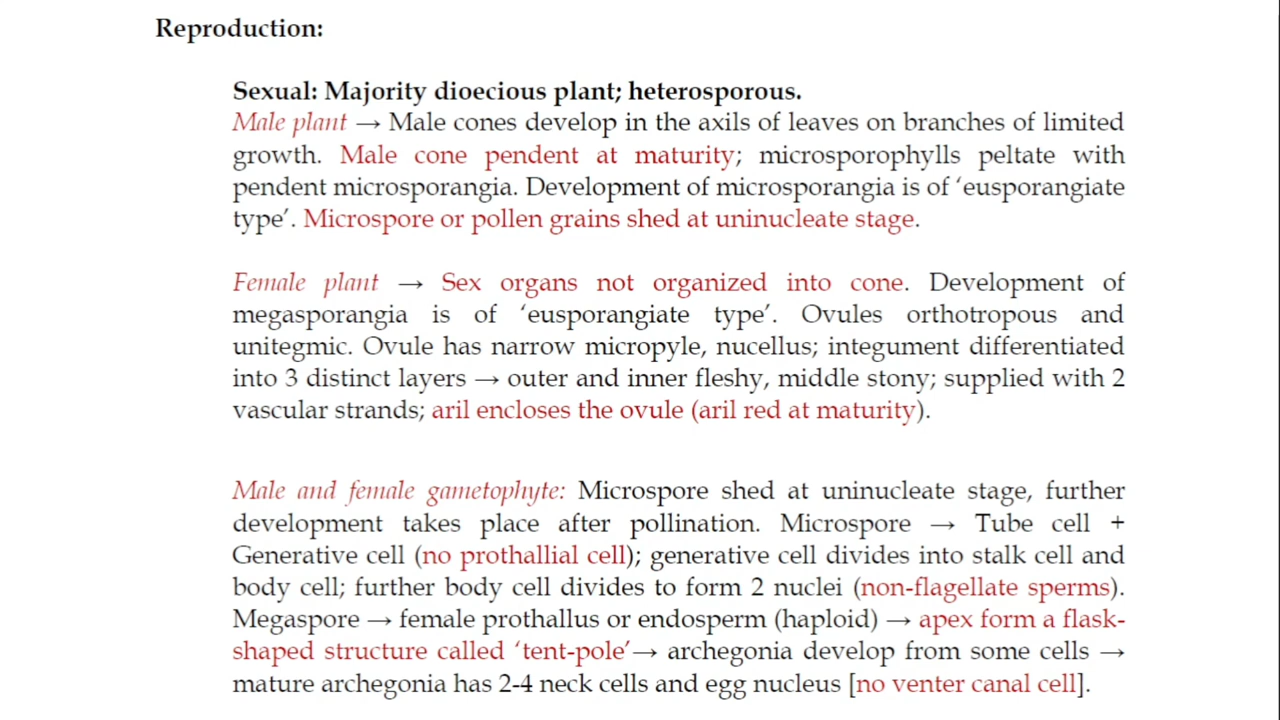 Reproduction:
Sexual: Majority dioecious plant; heterosporous.
Male plant → Male cones develop in the axils of leaves on branches of limited
growth. Male cone pendent at maturity; microsporophylls peltate with
pendent microsporangia. Development of microsporangia is of ‘eusporangiate
type’. Microspore or pollen grains shed at uninucleate stage.
Female plant → Sex organs not organized into cone. Development of
megasporangia is of ‘eusporangiate type’. Ovules orthotropous and
unitegmic. Ovule has narrow micropyle, nucellus; integument differentiated
into 3 distinct layers → outer and inner fleshy, middle stony; supplied with 2
vascular strands; aril encloses the ovule (aril red at maturity).
Male and female gametophyte: Microspore shed at uninucleate stage, further
development takes place after pollination. Microspore → Tube cell +
Generative cell (no prothallial cell); generative cell divides into stalk cell and
body cell; further body cell divides to form 2 nuclei (non-flagellate sperms).
Megaspore → female prothallus or endosperm (haploid) → apex form a flask-
shaped structure called ‘tent-pole’→ archegonia develop from some cells →
mature archegonia has 2-4 neck cells and egg nucleus [no venter canal cell].